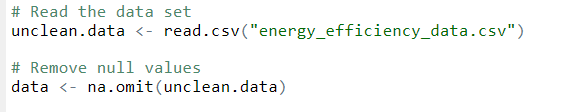 # Read the data set
unclean.data <- read.csv("energy_efficiency_data.csv")
# Remove null values
data <- na.omit(unclean.data)